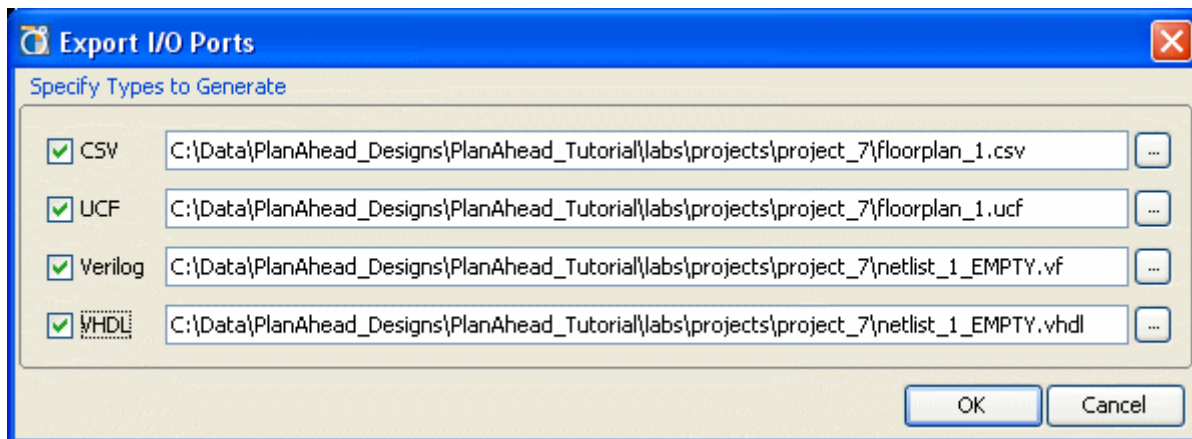 Export I/O Ports
Specify Types to Generate
CSV C:\Data\PlanAhead_Designs\PlanAhead_Tutorial\labs\projects\project_7\floorplan_1.csv ...
UCF C:\Data\PlanAhead_Designs\PlanAhead_Tutorial\labs\projects\project_7\floorplan_1.ucf ...
Verilog C:\Data\PlanAhead_Designs\PlanAhead_Tutorial\labs\projects\project_7\netlist_1_EMPTY.vf ...
VHDL C:\Data\PlanAhead_Designs\PlanAhead_Tutorial\labs\projects\project_7\netlist_1_EMPTY.vhdl ...
OK Cancel